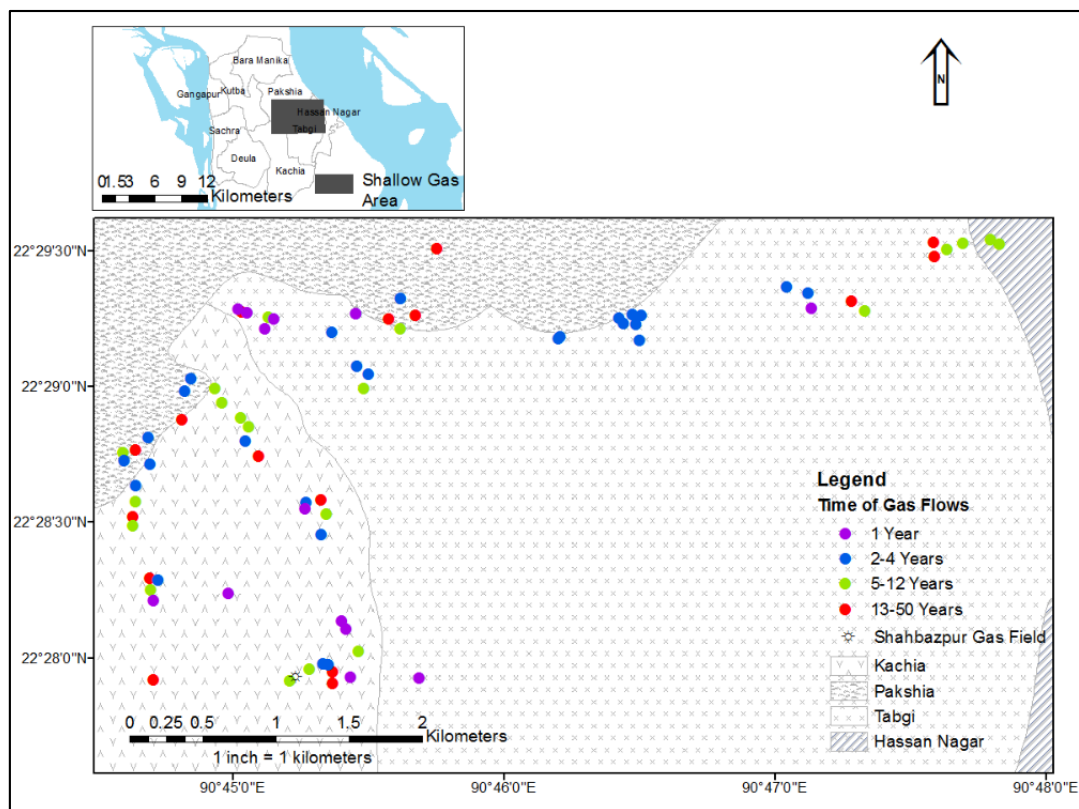 Bara Manika
Gangapur
Kutba
Pakshia
Hassan Nagar
Sachra
Tabgi
Deula
Kachia
01.53 6 9 12
Kilometers
Shallow Gas
Area
N
22°29'30"N
22°29'0"N
22°28'30"N
22°28'0"N
Legend
Time of Gas Flows
1 Year
2-4 Years
5-12 Years
13-50 Years
Shahbazpur Gas Field
Kachia
Pakshia
Tabgi
Hassan Nagar
0 0.25 0.5 1 1.5 2
Kilometers
1 inch = 1 kilometers
90°45'0"E 90°46'0"E 90°47'0"E 90°48'0"E